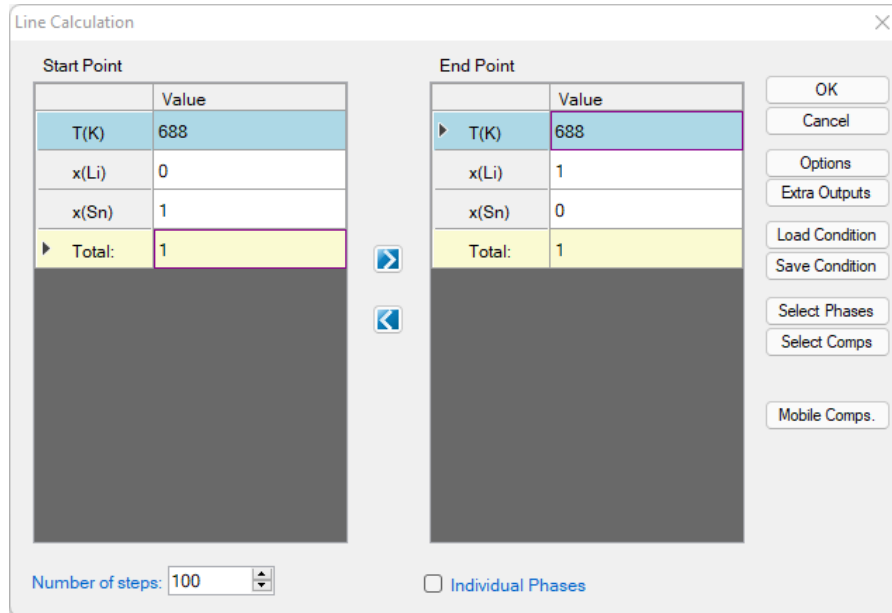 Line Calculation
Start Point
Value
T(K) 688
x(Li) 0
x(Sn) 1
Total: 1
End Point
Value
T(K) 688
x(Li) 1
x(Sn) 0
Total: 1
OK
Cancel
Options
Extra Outputs
Load Condition
Save Condition
Select Phases
Select Comps
Mobile Comps.
Number of steps: 100
Individual Phases